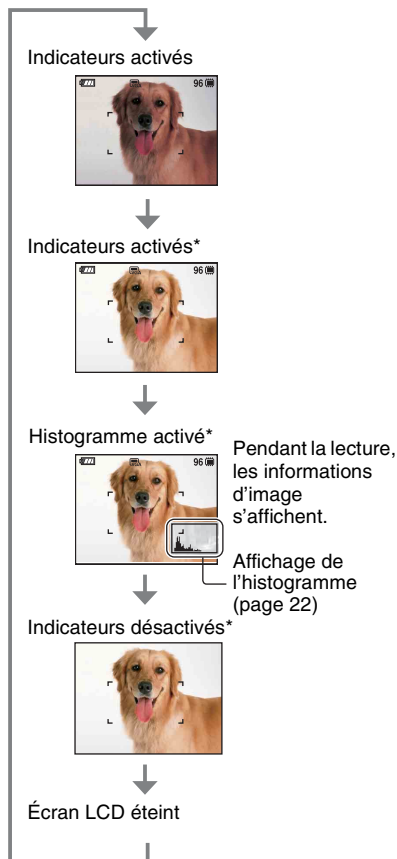 Indicateurs activés
96
Indicateurs activés*
96
Histogramme activé*
96
Pendant la lecture,
les informations
d'image
s'affichent.
Affichage de
l'histogramme
(page 22)
Indicateurs désactivés*
Écran LCD éteint